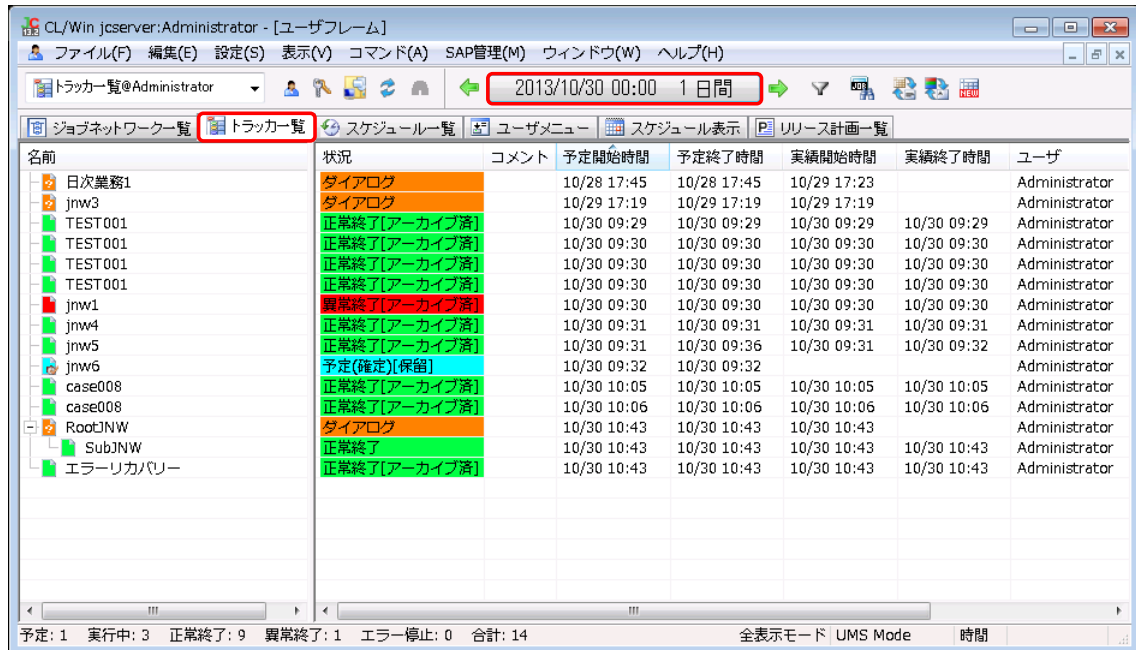 CL/Win jcserver:Administrator - [ユーザフレーム]
ファイル(F) 編集(E) 設定(S) 表示(V) コマンド(A) SAP管理(M) ウィンドウ(W) ヘルプ(H)
トラッカー覧@Administrator 2013/10/30 00:00 1 日間 NEW
ジョブネットワーク一覧 トラッカ一覧 スケジュール一覧 ユーザメニュー スケジュール表示 リリース計画一覧
名前 状況 コメント 予定開始時間 予定終了時間 実績開始時間 実績終了時間 ユーザ
日次業務1 ダイアログ 10/28 17:45 10/28 17:45 10/29 17:23 Administrator
jnw3 ダイアログ 10/29 17:19 10/29 17:19 10/29 17:19 Administrator
TEST001 正常終了[アーカイブ済] 10/30 09:29 10/30 09:29 10/30 09:29 10/30 09:29 Administrator
TEST001 正常終了[アーカイブ済] 10/30 09:30 10/30 09:30 10/30 09:30 10/30 09:30 Administrator
TEST001 正常終了[アーカイブ済] 10/30 09:30 10/30 09:30 10/30 09:30 10/30 09:30 Administrator
TEST001 正常終了[アーカイブ済] 10/30 09:30 10/30 09:30 10/30 09:30 10/30 09:30 Administrator
jnw1 異常終了[アーカイブ済] 10/30 09:30 10/30 09:30 10/30 09:30 10/30 09:30 Administrator
jnw4 正常終了[アーカイブ済] 10/30 09:31 10/30 09:31 10/30 09:31 10/30 09:31 Administrator
jnw5 正常終了[アーカイブ済] 10/30 09:31 10/30 09:36 10/30 09:31 10/30 09:32 Administrator
jnw6 予定(確定)[保留] 10/30 09:32 10/30 09:32 Administrator
case008 正常終了[アーカイブ済] 10/30 10:05 10/30 10:05 10/30 10:05 10/30 10:05 Administrator
case008 正常終了[アーカイブ済] 10/30 10:06 10/30 10:06 10/30 10:06 10/30 10:06 Administrator
RootJNW ダイアログ 10/30 10:43 10/30 10:43 10/30 10:43 Administrator
SubJNW 正常終了 10/30 10:43 10/30 10:43 10/30 10:43 10/30 10:43 Administrator
エラーリカバリー 正常終了[アーカイブ済] 10/30 10:43 10/30 10:43 10/30 10:43 10/30 10:43 Administrator
予定: 1 実行中: 3 正常終了: 9 異常終了: 1 エラー停止: 0 合計: 14 全表示モード UMS Mode 時間